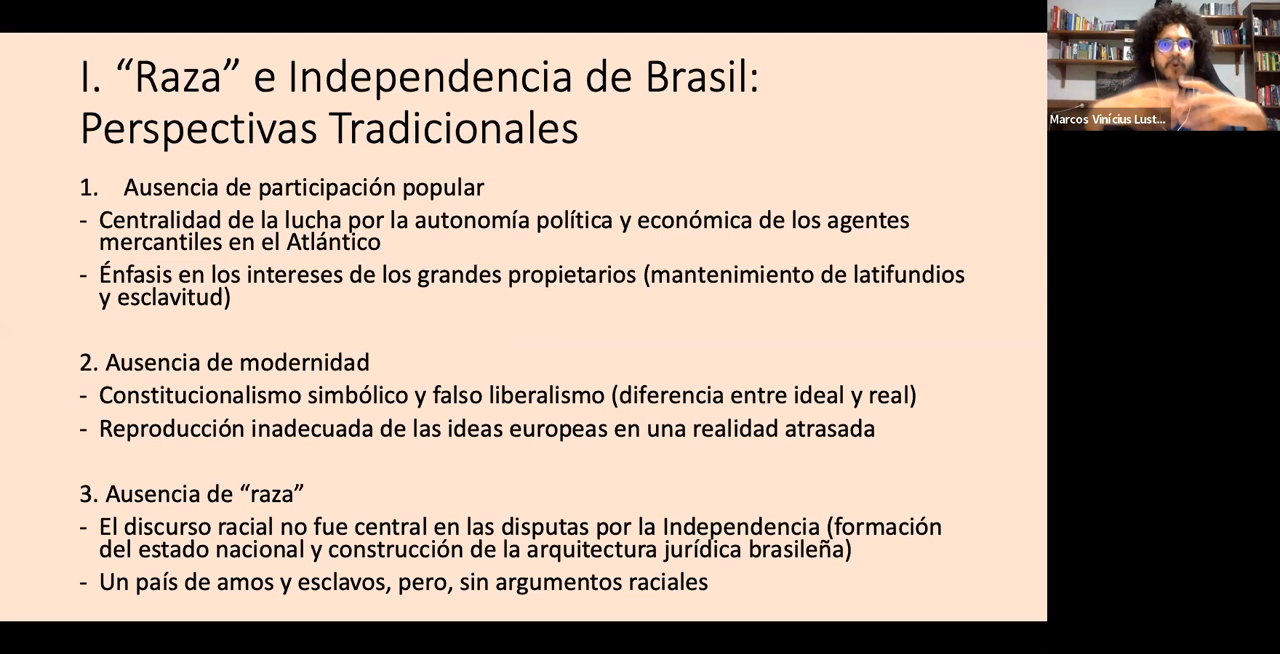 I. “Raza” e Independencia de Brasil:
Perspectivas Tradicionales
1. Ausencia de participación popular
- Centralidad de la lucha por la autonomía política y económica de los agentes
mercantiles en el Atlántico
- Énfasis en los intereses de los grandes propietarios (mantenimiento de latifundios
y esclavitud)
2. Ausencia de modernidad
- Constitucionalismo simbólico y falso liberalismo (diferencia entre ideal y real)
- Reproducción inadecuada de las ideas europeas en una realidad atrasada
3. Ausencia de “raza”
- El discurso racial no fue central en las disputas por la Independencia (formación
del estado nacional y construcción de la arquitectura jurídica brasileña)
- Un país de amos y esclavos, pero, sin argumentos raciales
Marcos Vinícius Lust...